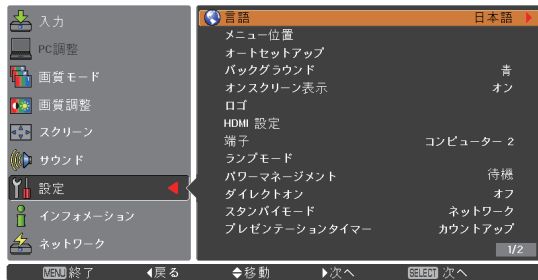 入力
PC調整
画質モード
画質調整
スクリーン
サウンド
設定
インフォメーション
ネットワーク
言語 日本語
メニュー位置
オートセットアップ
バックグラウンド 青
オンスクリーン表示 オン
ロゴ
HDMI 設定
端子 コンピューター 2
ランプモード
パワーマネージメント 待機
ダイレクトオン オフ
スタンバイモード ネットワーク
プレゼンテーションタイマー カウントアップ
1/2
MENU 終了 戻る 移動 次へ SELECT 次へ